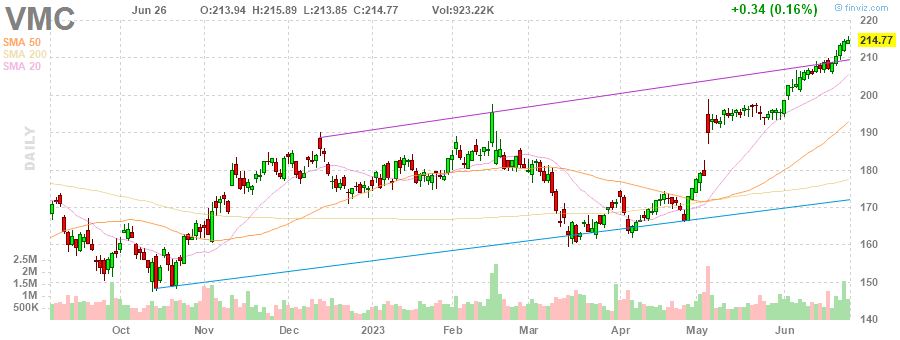 VMC Jun 26 O:213.94 H:215.89 L:213.85 C:214.77 Vol:923.22K +0.34 (0.16%) © finviz.com
SMA 50
SMA 200
SMA 20
DAILY
220
214.77
210
200
190
180
170
160
150
140
2.5M
2M
1.5M
1M
500K
Oct Nov Dec 2023 Feb Mar Apr May Jun